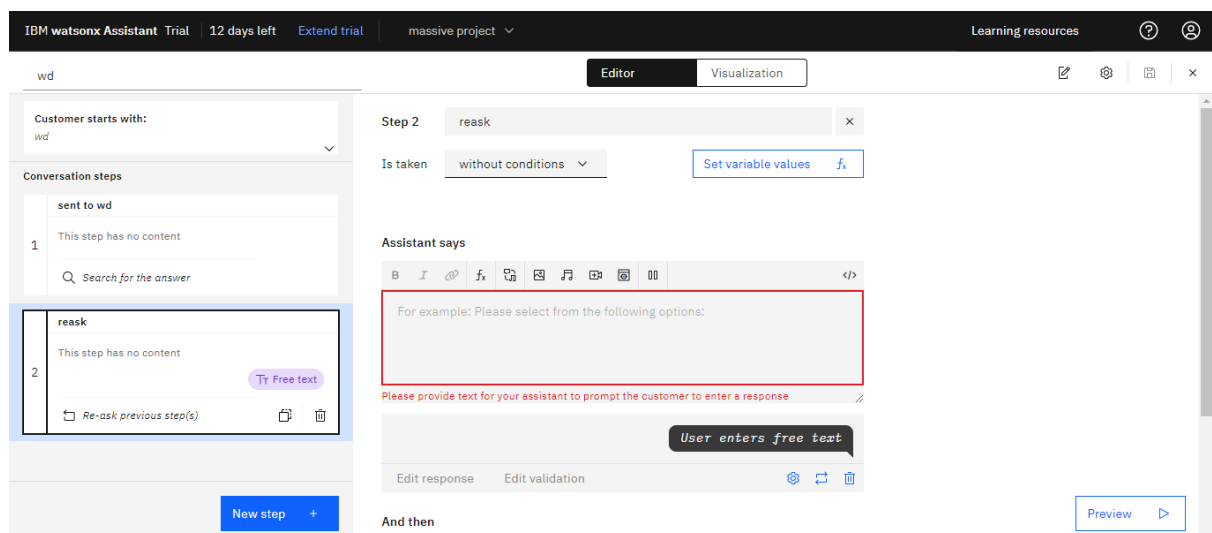 IBM watsonx Assistant Trial 12 days left Extend trial massive project Learning resources
wd
Editor Visualization
Customer starts with:
wd
Conversation steps
sent to wd
1
This step has no content
Search for the answer
reask
2
This step has no content
Tт Free text
Re-ask previous step(s)
New step +
Step 2 reask
Is taken without conditions Set variable values fx
Assistant says
B I fx </>
For example: Please select from the following options:
Please provide text for your assistant to prompt the customer to enter a response
User enters free text
Edit response Edit validation
And then
Preview